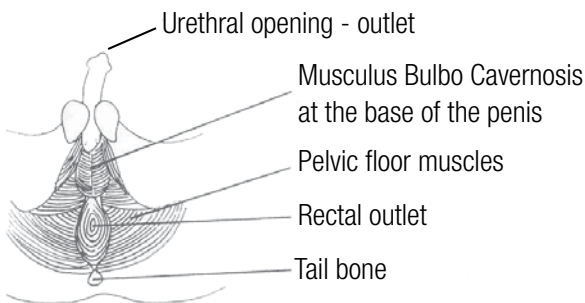 Urethral opening - outlet
Musculus Bulbo Cavernosis
at the base of the penis
Pelvic floor muscles
Rectal outlet
Tail bone